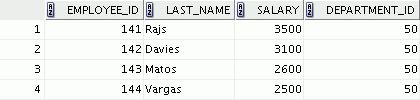 EMPLOYEE_ID LAST_NAME SALARY DEPARTMENT_ID
1 141 Rajs 3500 50
2 142 Davies 3100 50
3 143 Matos 2600 50
4 144 Vargas 2500 50